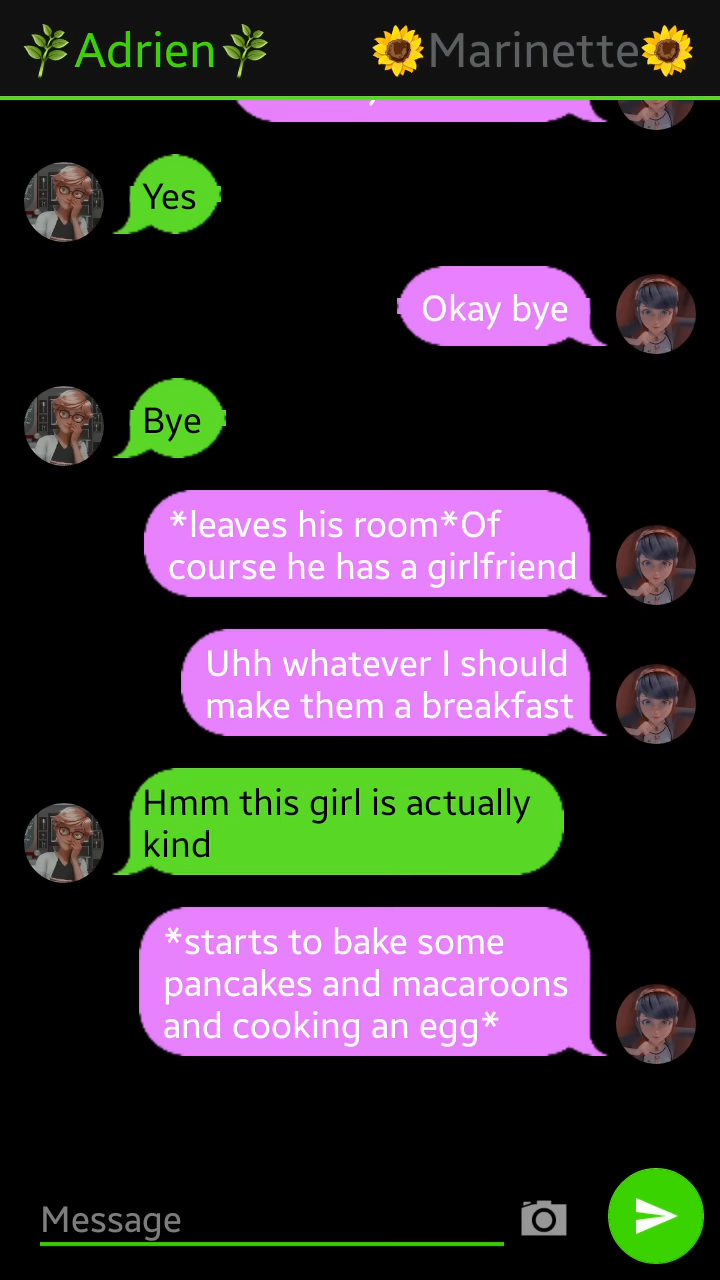 🌿Adrien🌿 🌻Marinette🌻
Yes
Okay bye
Bye
*leaves his room*Of
course he has a girlfriend
Uhh whatever I should
make them a breakfast
Hmm this girl is actually
kind
*starts to bake some
pancakes and macaroons
and cooking an egg*
Message